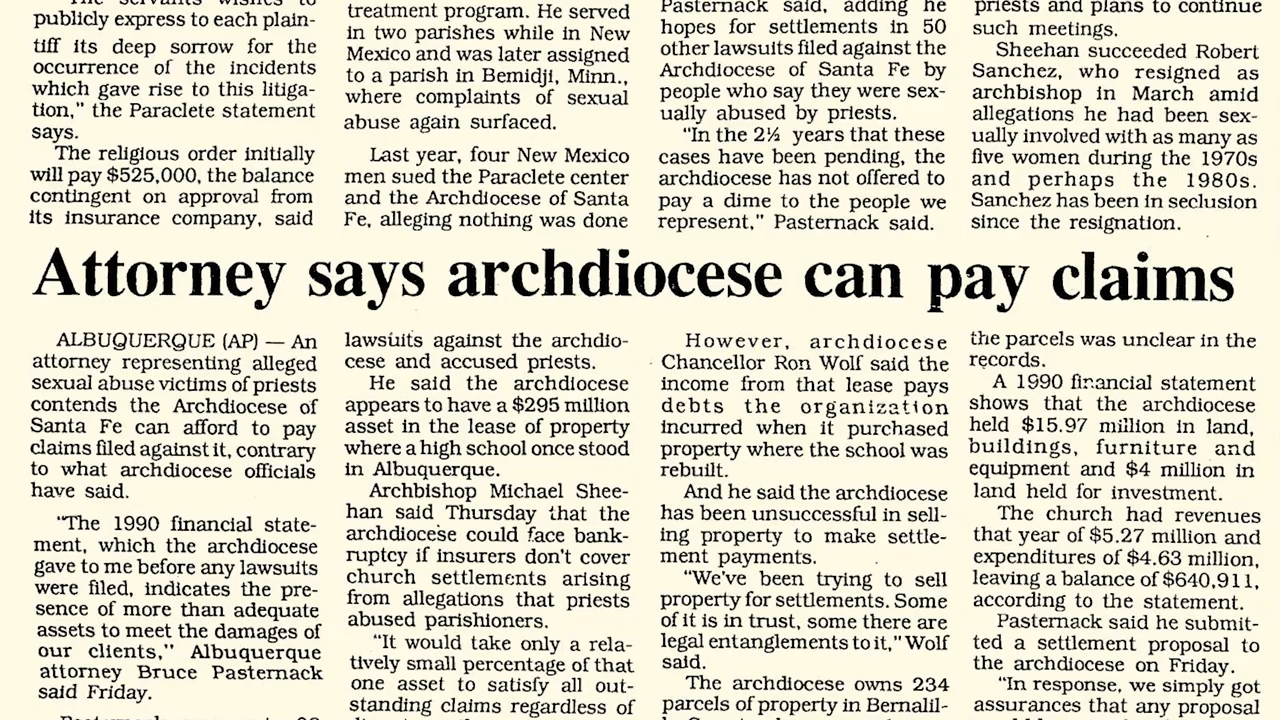 publicly express to each plain-
tiff its deep sorrow for the
occurrence of the incidents
which gave rise to this litiga-
tion," the Paraclete statement
says.
The religious order initially
will pay $525,000, the balance
contingent on approval from
its insurance company, said
treatment program. He served
in two parishes while in New
Mexico and was later assigned
to a parish in Bemidji, Minn.,
where complaints of sexual
abuse again surfaced.
Last year, four New Mexico
men sued the Paraclete center
and the Archdiocese of Santa
Fe, alleging nothing was done
Pasternack said, adding he
hopes for settlements in 50
other lawsuits filed against the
Archdiocese of Santa Fe by
people who say they were sex-
ually abused by priests.
"In the 2½ years that these
cases have been pending, the
archdiocese has not offered to
pay a dime to the people we
represent," Pasternack said.
priests and plans to continue
such meetings.
Sheehan succeeded Robert
Sanchez, who resigned as
archbishop in March amid
allegations he had been sex-
ually involved with as many as
five women during the 1970s
and perhaps the 1980s.
Sanchez has been in seclusion
since the resignation.
Attorney says archdiocese can pay claims
ALBUQUERQUE (AP) — An
attorney representing alleged
sexual abuse victims of priests
contends the Archdiocese of
Santa Fe can afford to pay
claims filed against it, contrary
to what archdiocese officials
have said.
"The 1990 financial state-
ment, which the archdiocese
gave to me before any lawsuits
were filed, indicates the pre-
sence of more than adequate
assets to meet the damages of
our clients," Albuquerque
attorney Bruce Pasternack
said Friday.
lawsuits against the archdio-
cese and accused priests.
He said the archdiocese
appears to have a $295 million
asset in the lease of property
where a high school once stood
in Albuquerque.
Archbishop Michael Shee-
han said Thursday that the
archdiocese could face bank-
ruptcy if insurers don't cover
church settlements arising
from allegations that priests
abused parishioners.
"It would take only a rela-
tively small percentage of that
one asset to satisfy all out-
standing claims regardless of
However, archdiocese
Chancellor Ron Wolf said the
income from that lease pays
debts the organization
incurred when it purchased
property where the school was
rebuilt.
And he said the archdiocese
has been unsuccessful in sell-
ing property to make settle-
ment payments.
"We've been trying to sell
property for settlements. Some
of it is in trust, some there are
legal entanglements to it," Wolf
said.
The archdiocese owns 234
parcels of property in Bernalil-
the parcels was unclear in the
records.
A 1990 financial statement
shows that the archdiocese
held $15.97 million in land,
buildings, furniture and
equipment and $4 million in
land held for investment.
The church had revenues
that year of $5.27 million and
expenditures of $4.63 million,
leaving a balance of $640,911,
according to the statement.
Pasternack said he submit-
ted a settlement proposal to
the archdiocese on Friday.
"In response, we simply got
assurances that any proposal